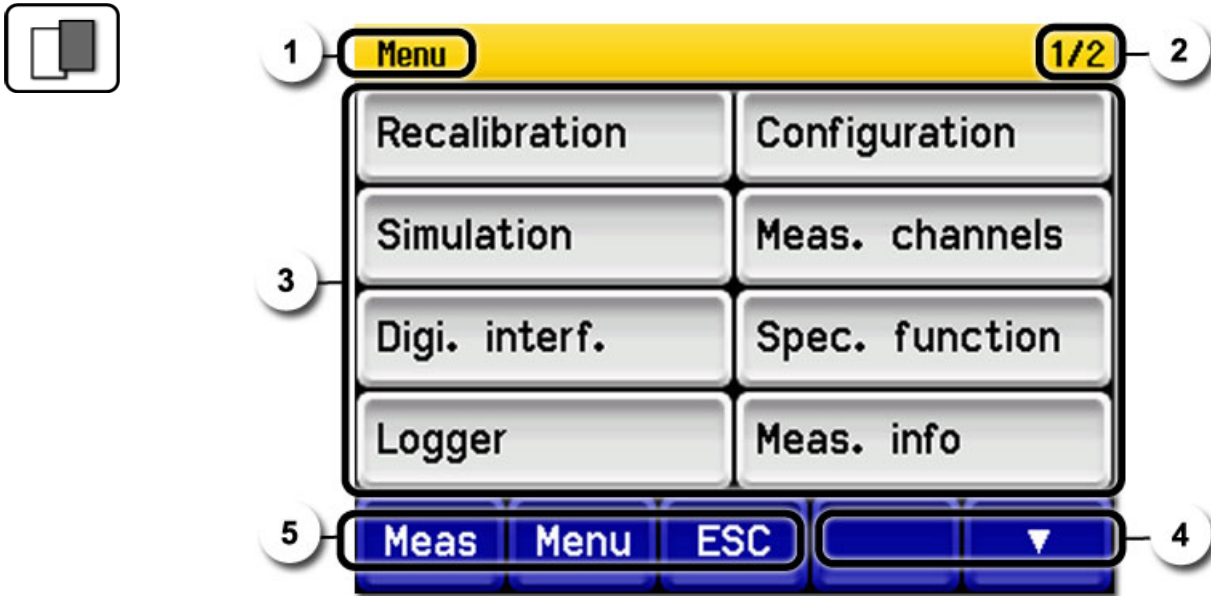 1 Menu 1/2 2
Recalibration Configuration
Simulation Meas. channels
3
Digi. interf. Spec. function
Logger Meas. info
5 Meas Menu ESC ▼ 4